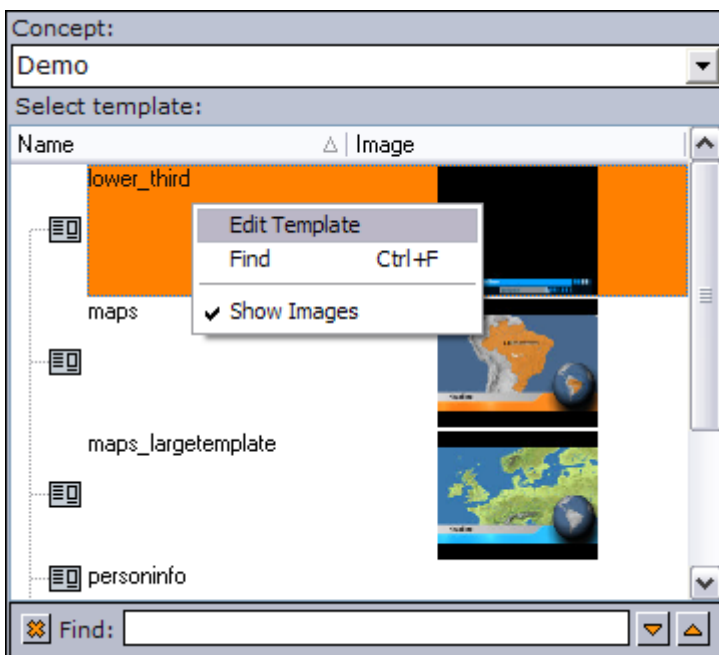 Concept:
Demo
Select template:
Name Image
lower_third
Edit Template
Find Ctrl+F
Show Images
maps
maps_largetemplate
personinfo
Find: